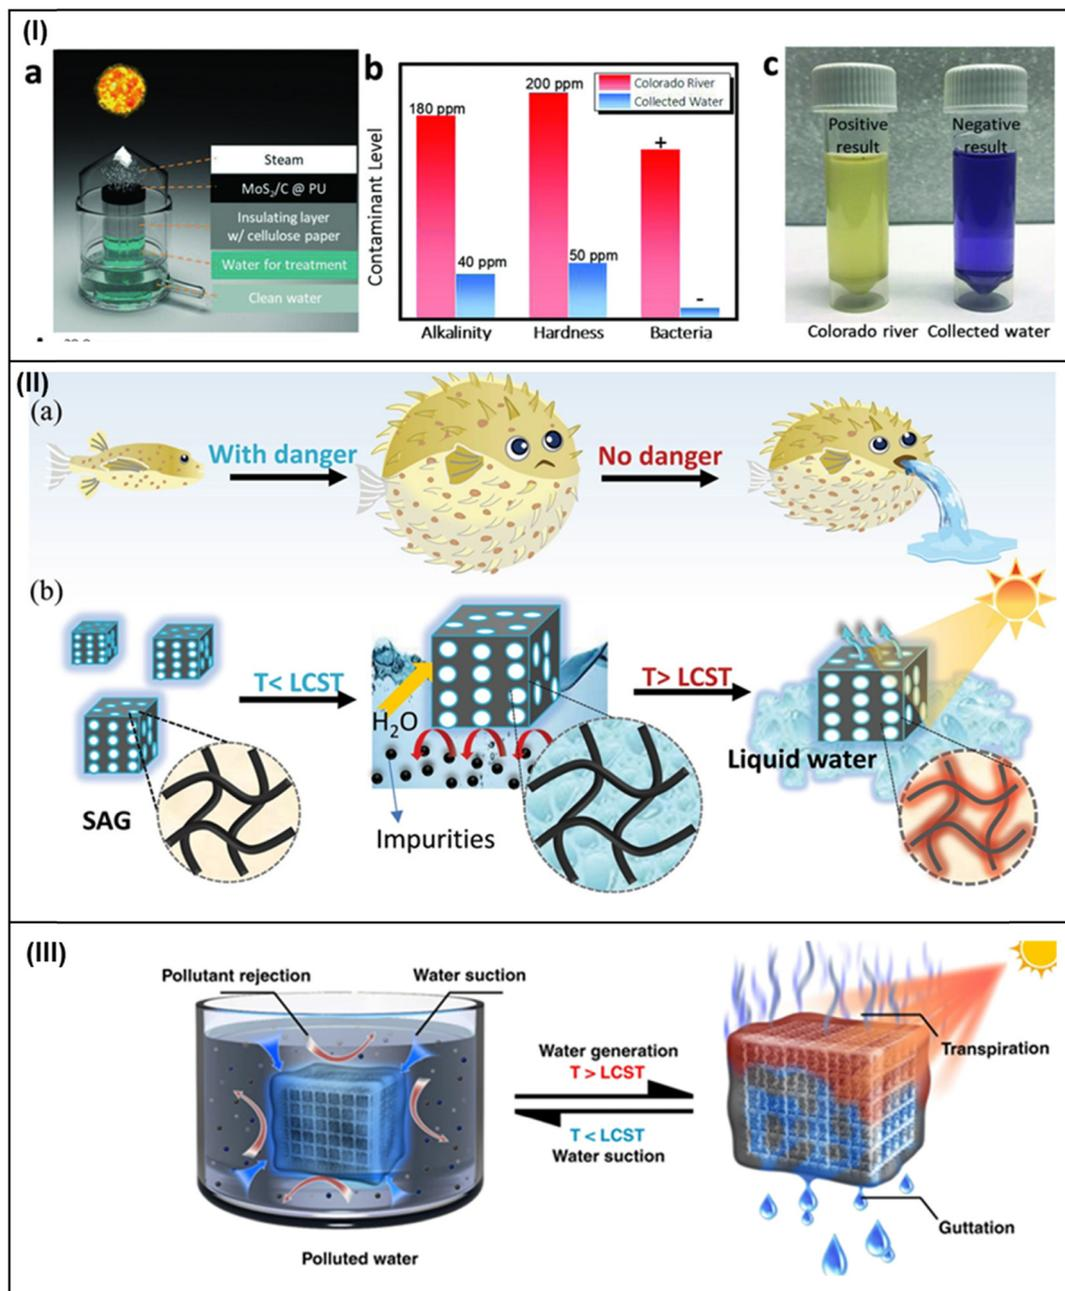 (I)
a
Steam
MoS2/C @ PU
Insulating layer
w/ cellulose paper
Water for treatment
Clean water
b
Contaminant Level
180 ppm
40 ppm
200 ppm
50 ppm
+
-
Colorado River
Collected Water
Alkalinity
Hardness
Bacteria
c
Positive
result
Negative
result
Colorado river
Collected water
(II)
(a)
With danger
No danger
(b)
T< LCST
T> LCST
H2O
Impurities
SAG
Liquid water
(III)
Pollutant rejection
Water suction
Water generation
T > LCST
T < LCST
Water suction
Polluted water
Transpiration
Guttation